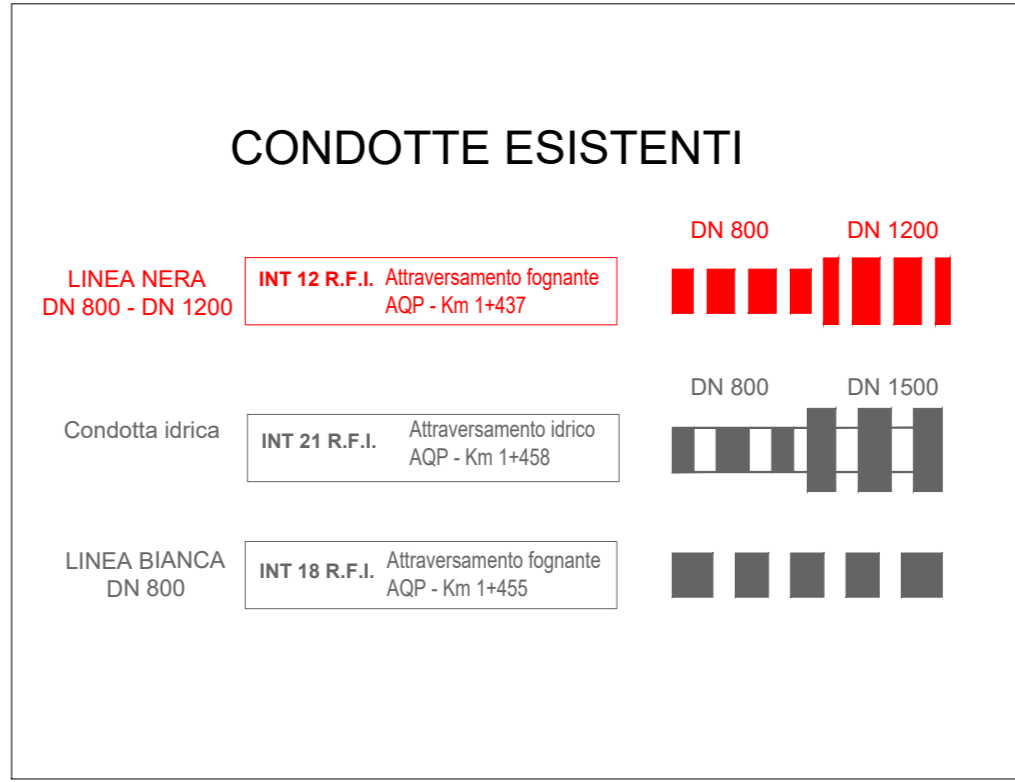 CONDOTTE ESISTENTI
DN 800 DN 1200
LINEA NERA
DN 800 - DN 1200
INT 12 R.F.I. Attraversamento fognante
AQP - Km 1+437
DN 800 DN 1500
Condotta idrica
INT 21 R.F.I. Attraversamento idrico
AQP - Km 1+458
LINEA BIANCA
DN 800
INT 18 R.F.I. Attraversamento fognante
AQP - Km 1+455